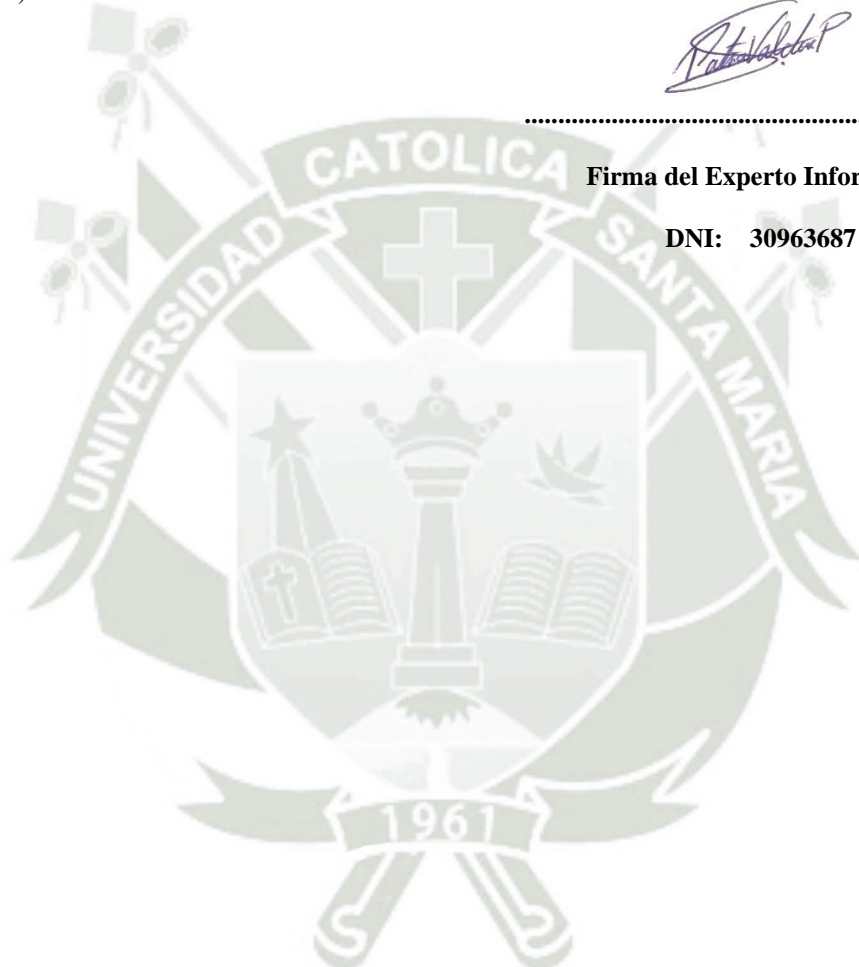 CATOLICA
Firma del Experto Infor
UNIVERSIDAD
SANTA MARIA
DNI: 30963687
1961